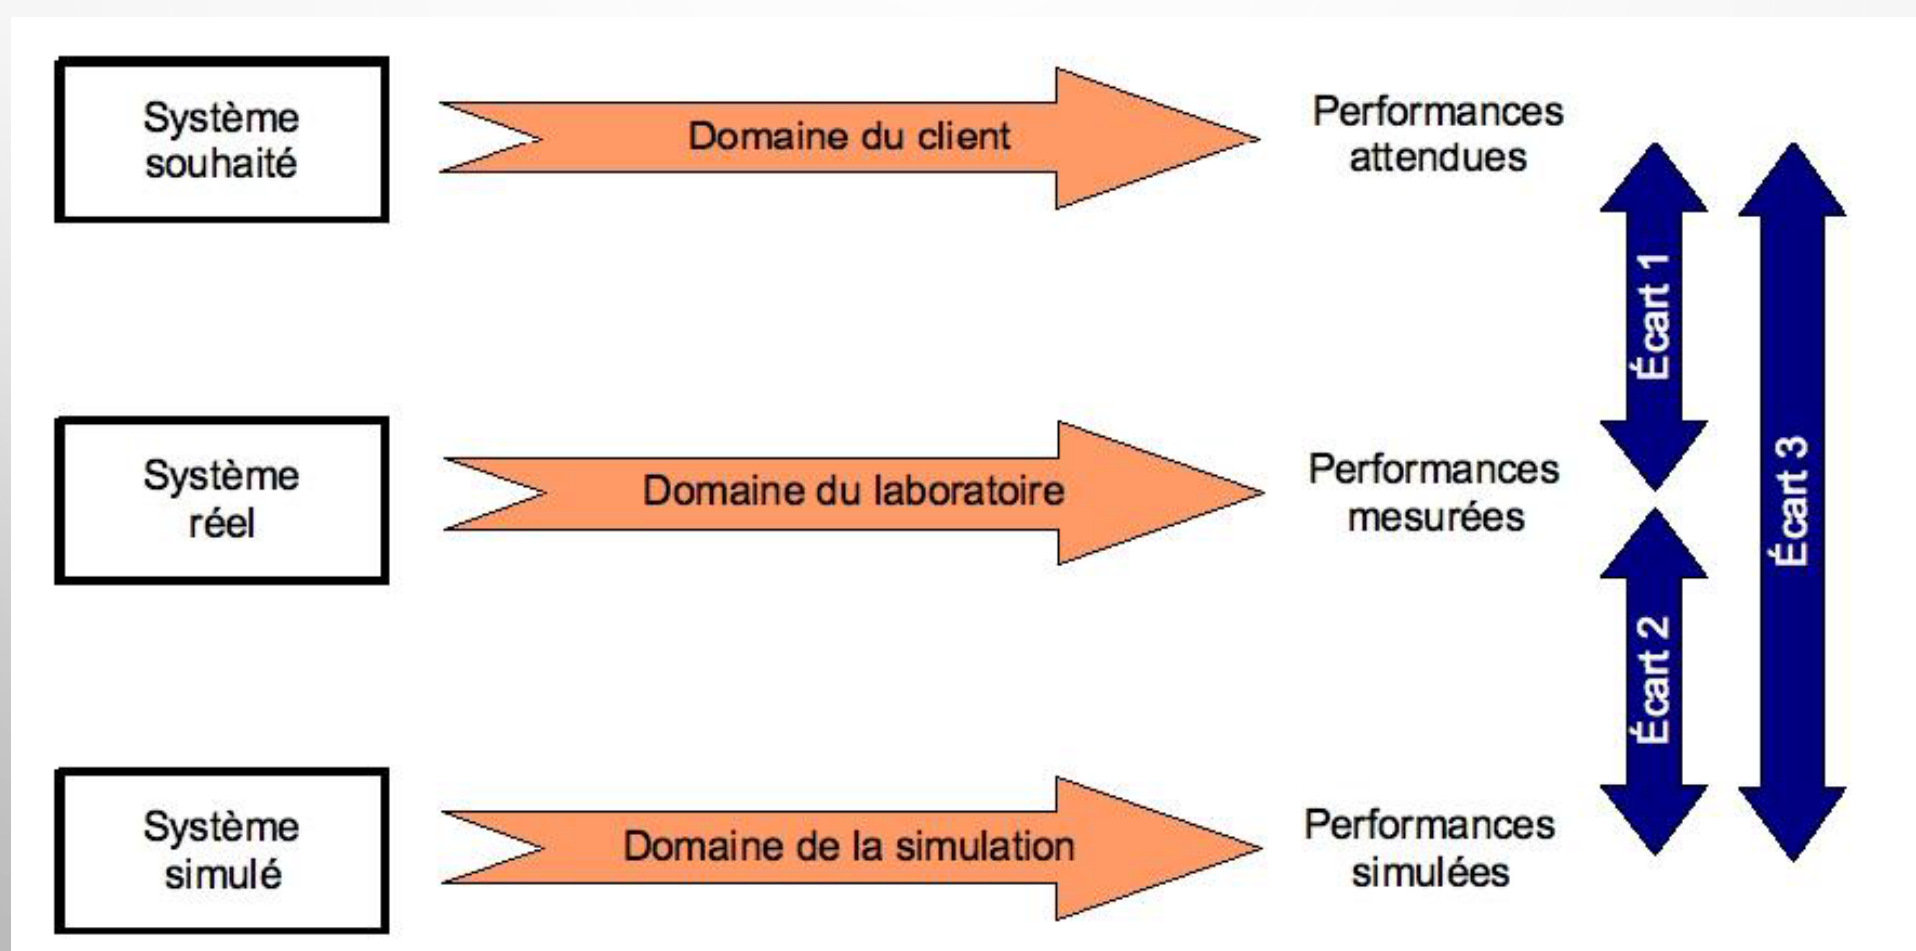 Système
souhaité
Domaine du client
Performances
attendues
Écart 1
Écart 3
Système
réel
Domaine du laboratoire
Performances
mesurées
Écart 2
Système
simulé
Domaine de la simulation
Performances
simulées